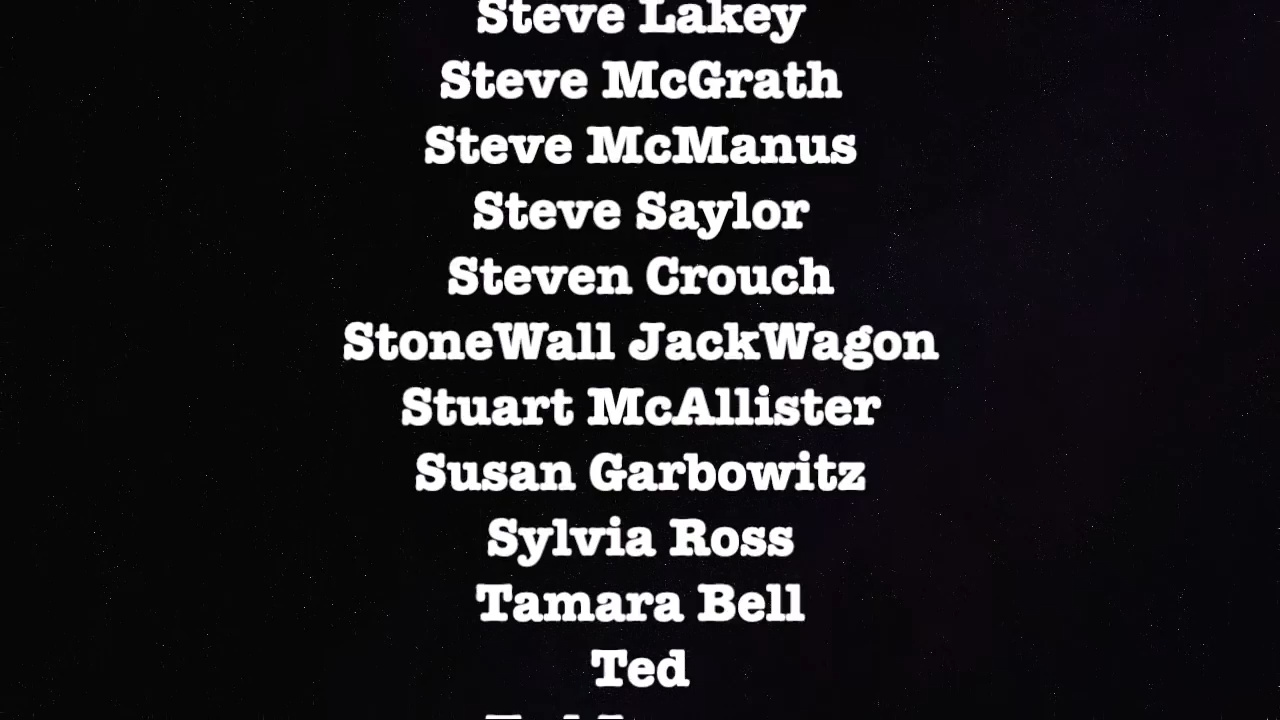 Steve Lakey
Steve McGrath
Steve McManus
Steve Saylor
Steven Crouch
StoneWall JackWagon
Stuart McAllister
Susan Garbowitz
Sylvia Ross
Tamara Bell
Ted